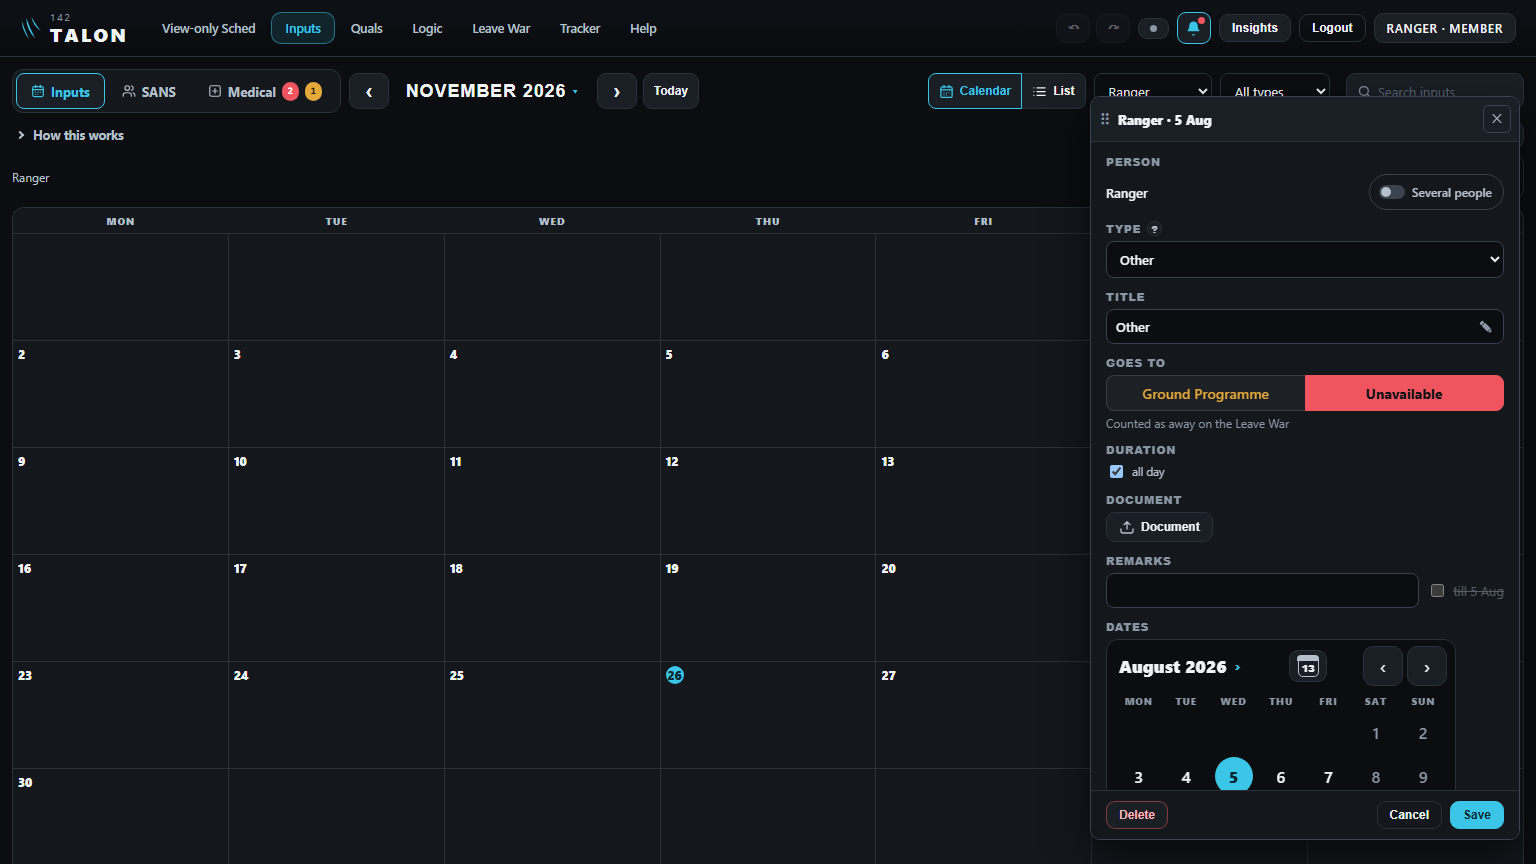 142
TALON
View-only Sched
Inputs
Quals
Logic
Leave War
Tracker
Help
Insights
Logout
RANGER · MEMBER
Inputs
SANS
Medical 2 1
‹
NOVEMBER 2026
›
Today
Calendar
List
Ranger
All types
Search inputs
How this works
Ranger
MON TUE WED THU FRI
2 3 4 5 6
9 10 11 12 13
16 17 18 19 20
23 24 25 26 27
30
Ranger · 5 Aug
PERSON
Ranger
Several people
TYPE ?
Other
TITLE
Other
GOES TO
Ground Programme
Unavailable
Counted as away on the Leave War
DURATION
all day
DOCUMENT
Document
REMARKS
till 5 Aug
DATES
August 2026 ›
13
‹ ›
MON TUE WED THU FRI SAT SUN
1 2
3 4 5 6 7 8 9
Delete
Cancel
Save